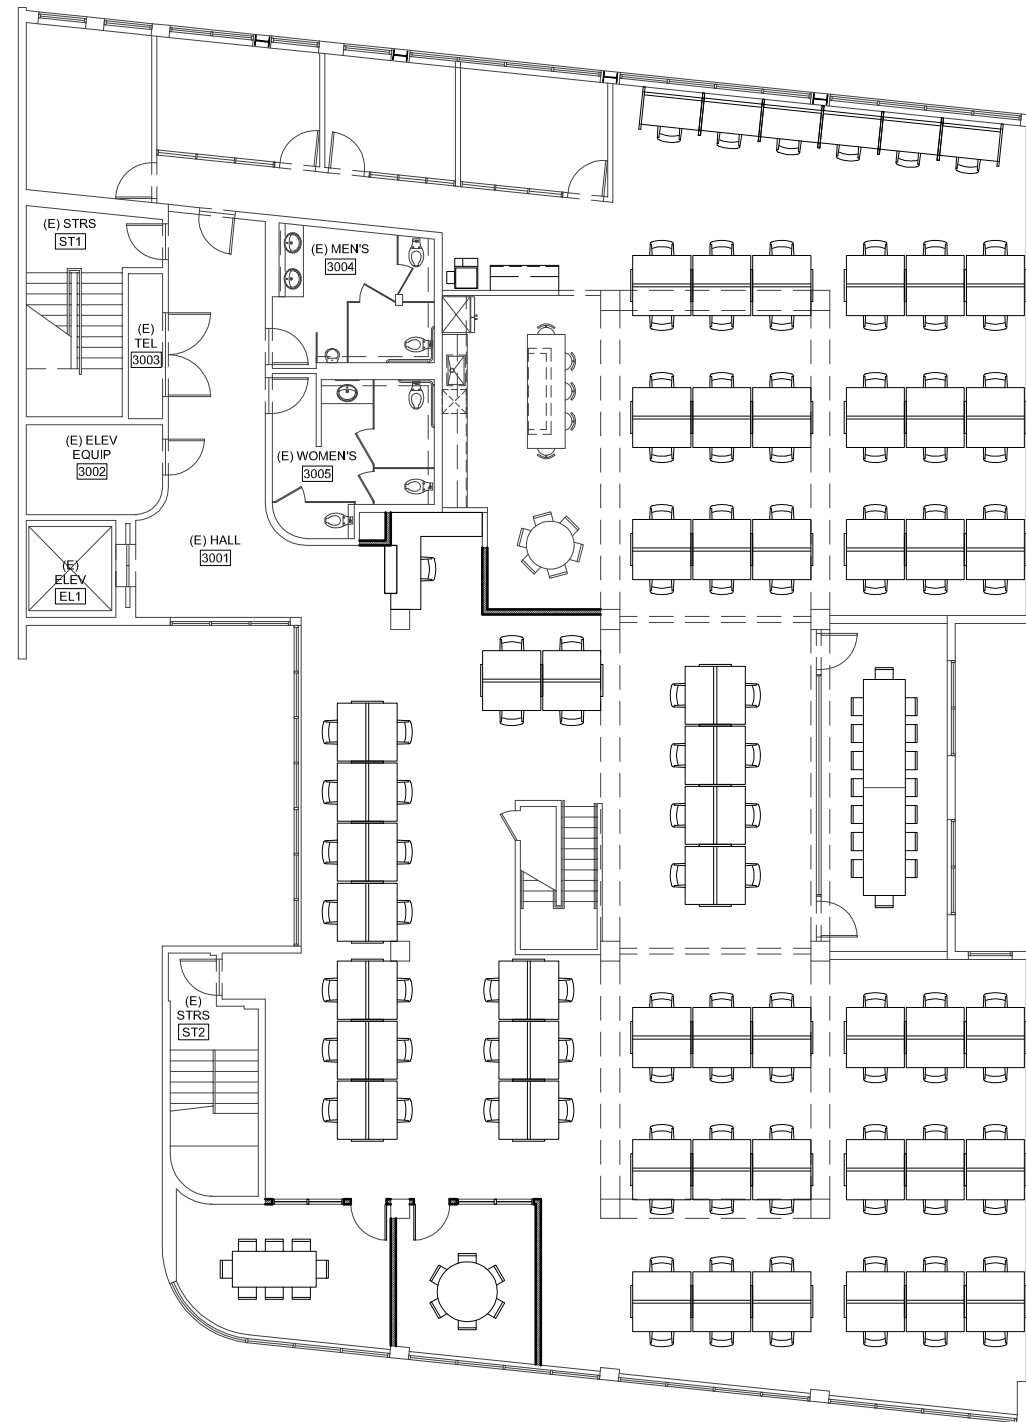 (E) STRS
ST1
(E) MEN'S
3004
(E)
TEL
3003
(E) ELEV
EQUIP
3002
(E) WOMEN'S
3005
(E) HALL
3001
(E)
ELEV
EL1
(E)
STRS
ST2